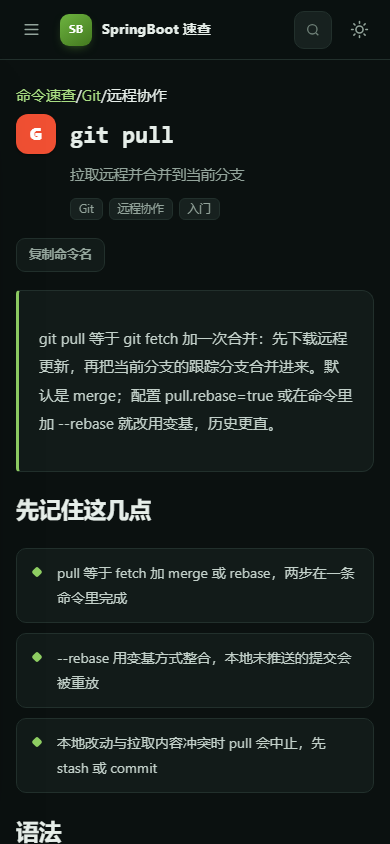 SB SpringBoot 速查
命令速查/Git/远程协作
G git pull
拉取远程并合并到当前分支
Git 远程协作 入门
复制命令名
git pull 等于 git fetch 加一次合并：先下载远程
更新，再把当前分支的跟踪分支合并进来。默
认是 merge；配置 pull.rebase=true 或在命令里
加 --rebase 就改用变基，历史更直。
先记住这几点
pull 等于 fetch 加 merge 或 rebase，两步在一条
命令里完成
--rebase 用变基方式整合，本地未推送的提交会
被重放
本地改动与拉取内容冲突时 pull 会中止，先
stash 或 commit
语法